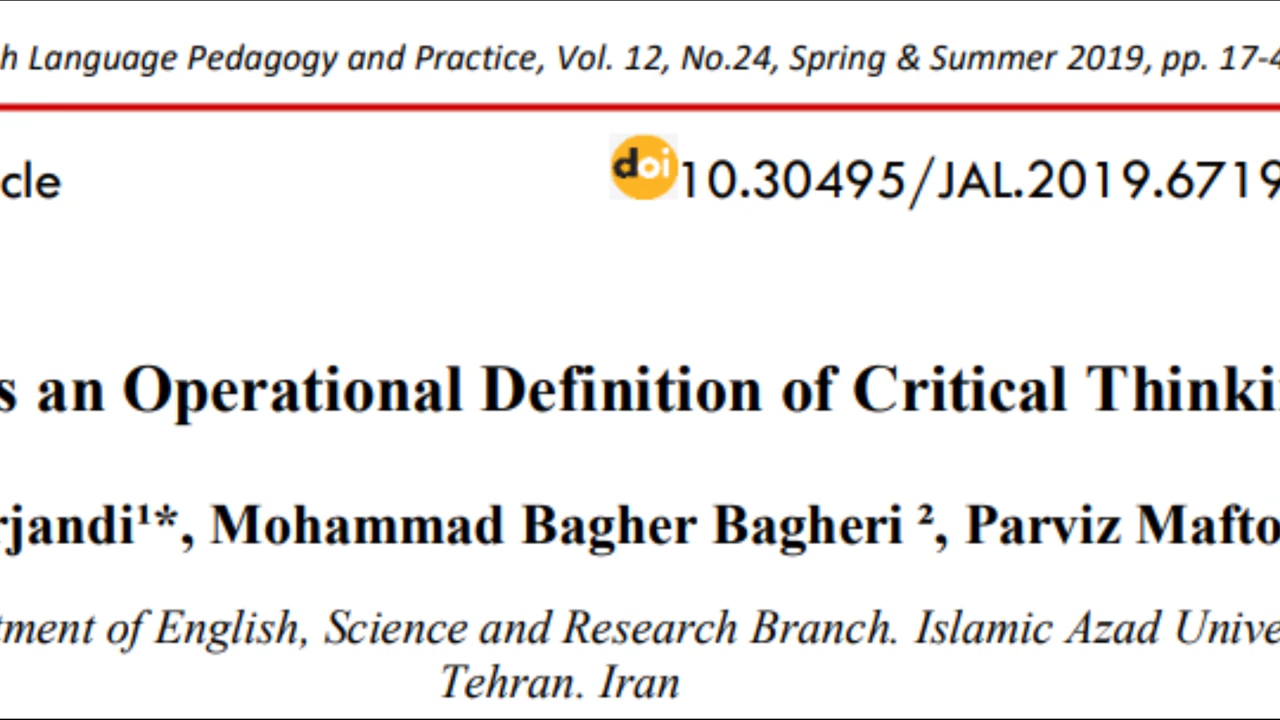 h Language Pedagogy and Practice, Vol. 12, No.24, Spring & Summer 2019, pp. 17-4
cle
doi 10.30495/JAL.2019.6719
s an Operational Definition of Critical Thinki
rjandi¹*, Mohammad Bagher Bagheri ², Parviz Mafto
tment of English, Science and Research Branch. Islamic Azad Unive
Tehran. Iran